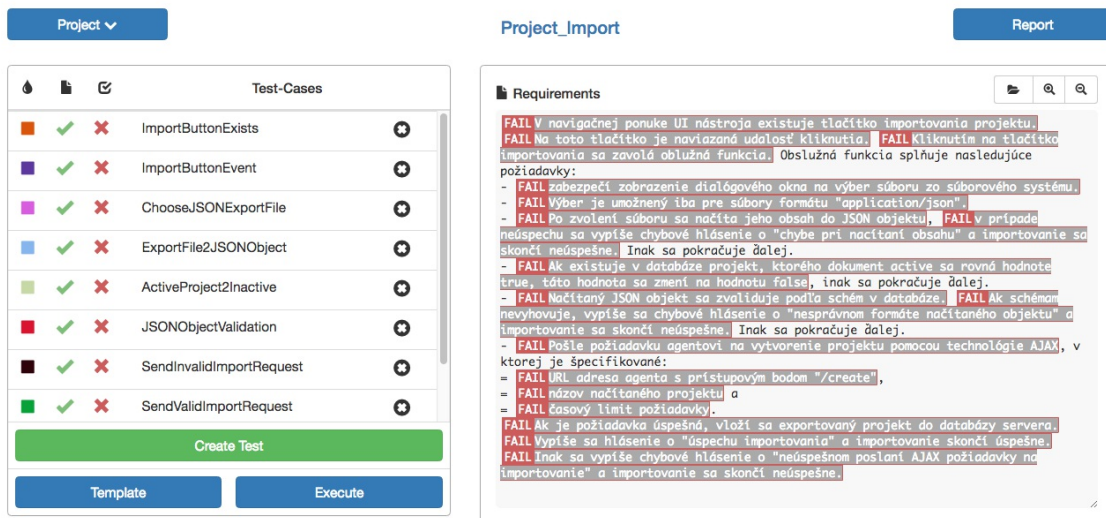 Project
Project_Import
Report
Test-Cases
ImportButtonExists
ImportButtonEvent
ChooseJSONExportFile
ExportFile2JSONObject
ActiveProject2Inactive
JSONObjectValidation
SendInvalidImportRequest
SendValidImportRequest
Create Test
Template
Execute
Requirements
FAIL V navigačnej ponuke UI nástroja existuje tlačítko importovania projektu.
FAIL Na toto tlačítko je naviazaná udalosť kliknutia. FAIL Kliknutím na tlačítko
importovania sa zavolá oblužná funkcia. Obslužná funkcia splňuje nasledujúce
požiadavky:
- FAIL zabezpečí zobrazenie dialógového okna na výber súboru zo súborového systému.
- FAIL Výber je umožnený iba pre súbory formátu "application/json".
- FAIL Po zvolení súboru sa načíta jeho obsah do JSON objektu, FAIL v prípade
neúspechu sa vypíše chybové hlásenie o "chybe pri nacítaní obsahu" a importovanie sa
skončí neúspešne. Inak sa pokračuje ďalej.
- FAIL Ak existuje v databáze projekt, ktorého dokument active sa rovná hodnote
true, táto hodnota sa zmení na hodnotu false, inak sa pokračuje ďalej.
- FAIL Načítaný JSON objekt sa zvaliduje podľa schém v databáze. FAIL Ak schémam
nevyhovuje, vypíše sa chybové hlásenie o "nesprávnom formáte načítaného objektu" a
importovanie sa skončí neúspešne. Inak sa pokračuje ďalej.
- FAIL Pošle požiadavku agentovi na vytvorenie projektu pomocou technológie AJAX, v
ktorej je špecifikované:
= FAIL URL adresa agenta s prístupovým bodom "/create",
= FAIL názov načítaného projektu a
= FAIL časový limit požiadavky.
FAIL Ak je požiadavka úspešná, vloží sa exportovaný projekt do databázy servera.
FAIL Vypíše sa hlásenie o "úspechu importovania" a importovanie skončí úspešne.
FAIL Inak sa vypíše chybové hlásenie o "neúspešnom poslaní AJAX požiadavky na
importovanie" a importovanie sa skončí neúspešne.